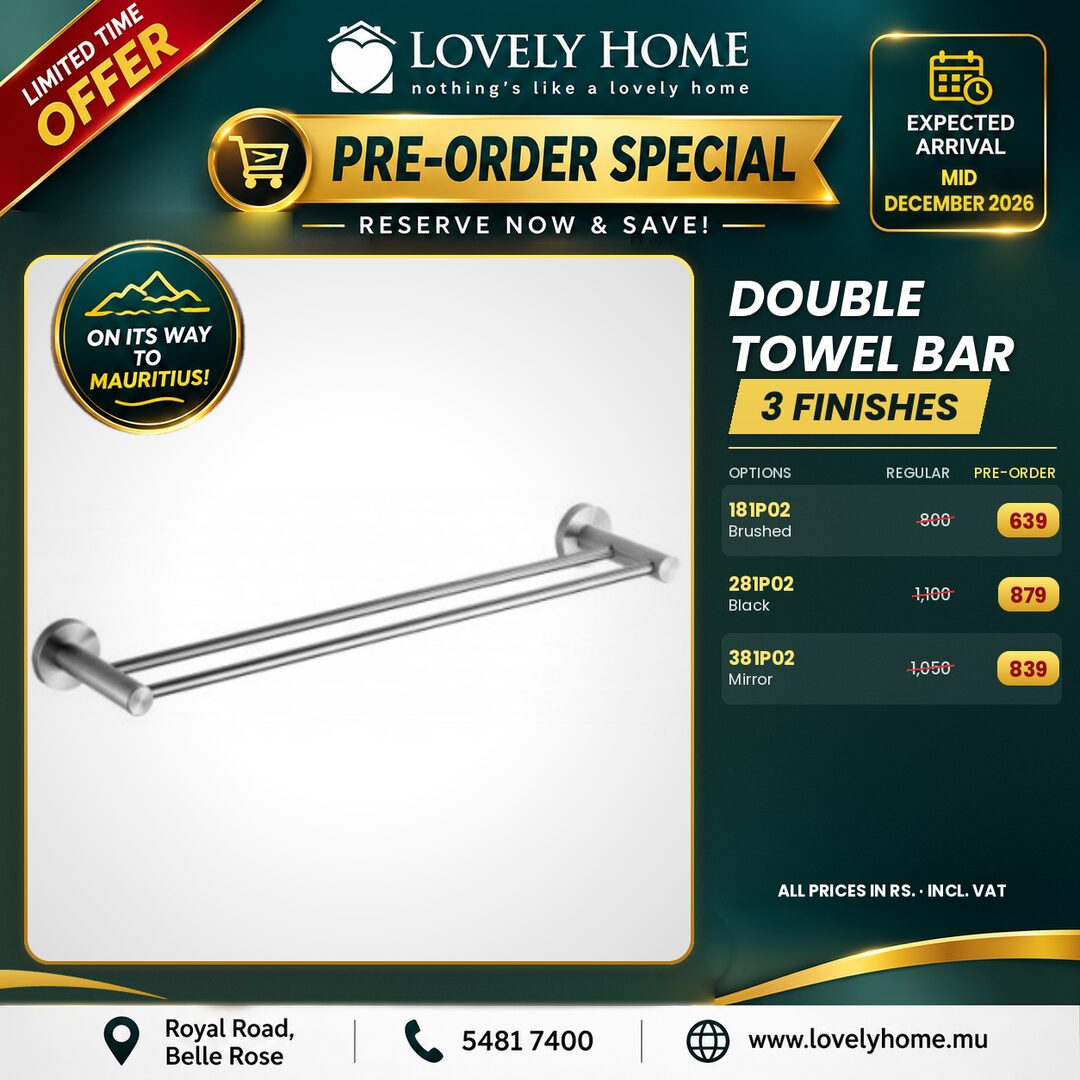 LIMITED TIME
OFFER
LOVELY HOME
nothing's like a lovely home
PRE-ORDER SPECIAL
RESERVE NOW & SAVE!
EXPECTED
ARRIVAL
MID
DECEMBER 2026
ON ITS WAY
TO
MAURITIUS!
DOUBLE
TOWEL BAR
3 FINISHES
OPTIONS REGULAR PRE-ORDER
181P02
Brushed
800 639
281P02
Black
1,100 879
381P02
Mirror
1,050 839
ALL PRICES IN RS. · INCL. VAT
Royal Road,
Belle Rose
5481 7400
www.lovelyhome.mu